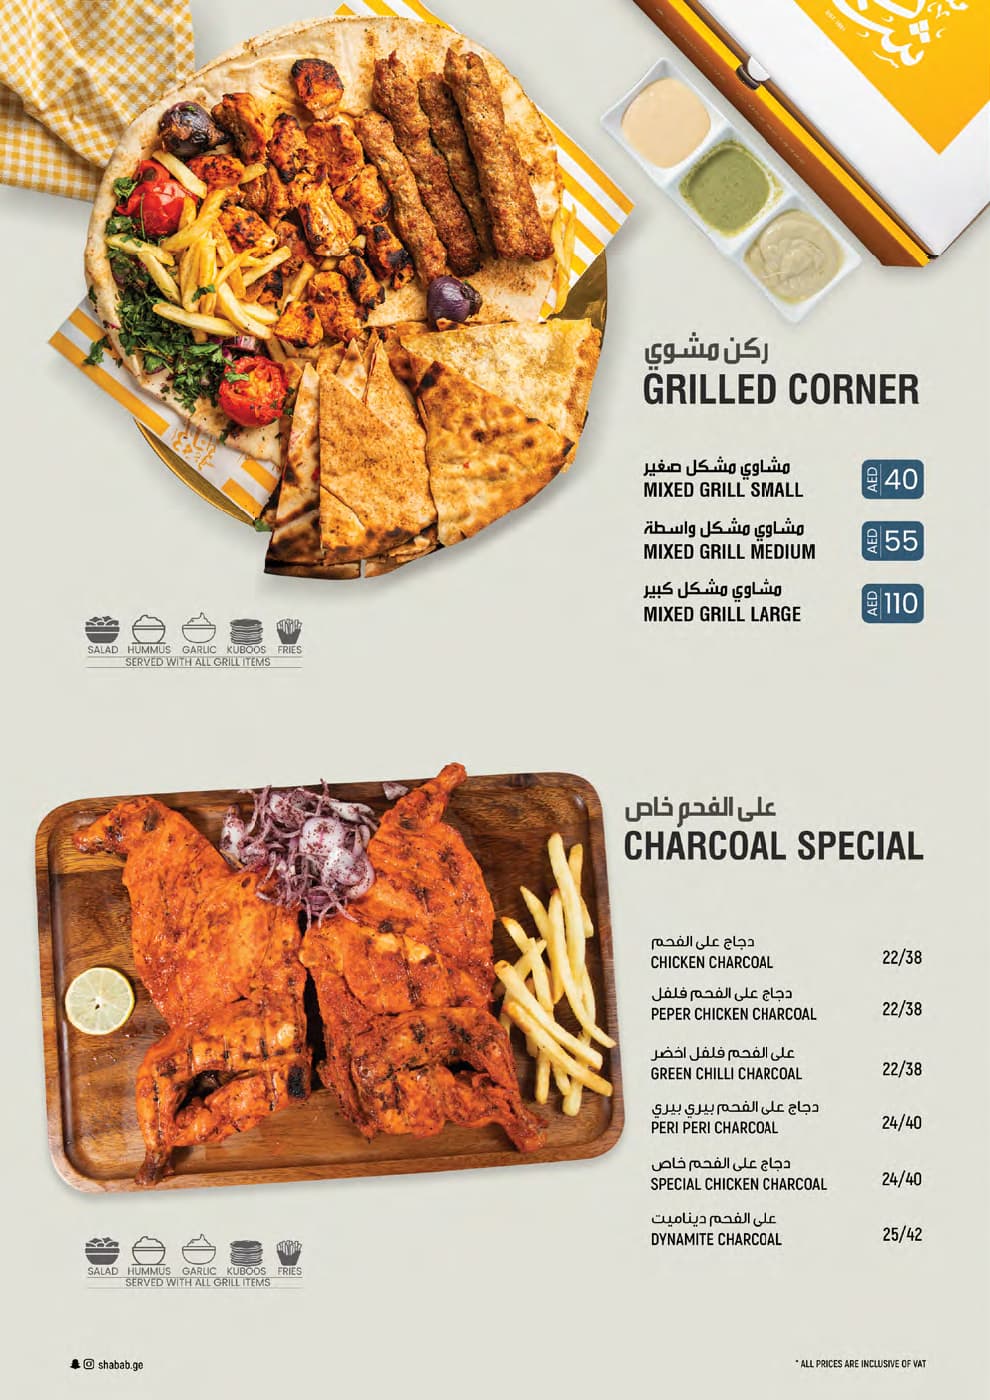 ركن مشوي
GRILLED CORNER
مشاوي مشكل صغير
MIXED GRILL SMALL
AED 40
مشاوي مشكل واسطة
MIXED GRILL MEDIUM
AED 55
مشاوي مشكل كبير
MIXED GRILL LARGE
AED 110
SALAD HUMMUS GARLIC KUBOOS FRIES
SERVED WITH ALL GRILL ITEMS
على الفحم خاص
CHARCOAL SPECIAL
دجاج على الفحم
CHICKEN CHARCOAL 22/38
دجاج على الفحم فلفل
PEPER CHICKEN CHARCOAL 22/38
على الفحم فلفل اخضر
GREEN CHILLI CHARCOAL 22/38
دجاج على الفحم بيري بيري
PERI PERI CHARCOAL 24/40
دجاج على الفحم خاص
SPECIAL CHICKEN CHARCOAL 24/40
على الفحم ديناميت
DYNAMITE CHARCOAL 25/42
SALAD HUMMUS GARLIC KUBOOS FRIES
SERVED WITH ALL GRILL ITEMS
shabab.ge
* ALL PRICES ARE INCLUSIVE OF VAT